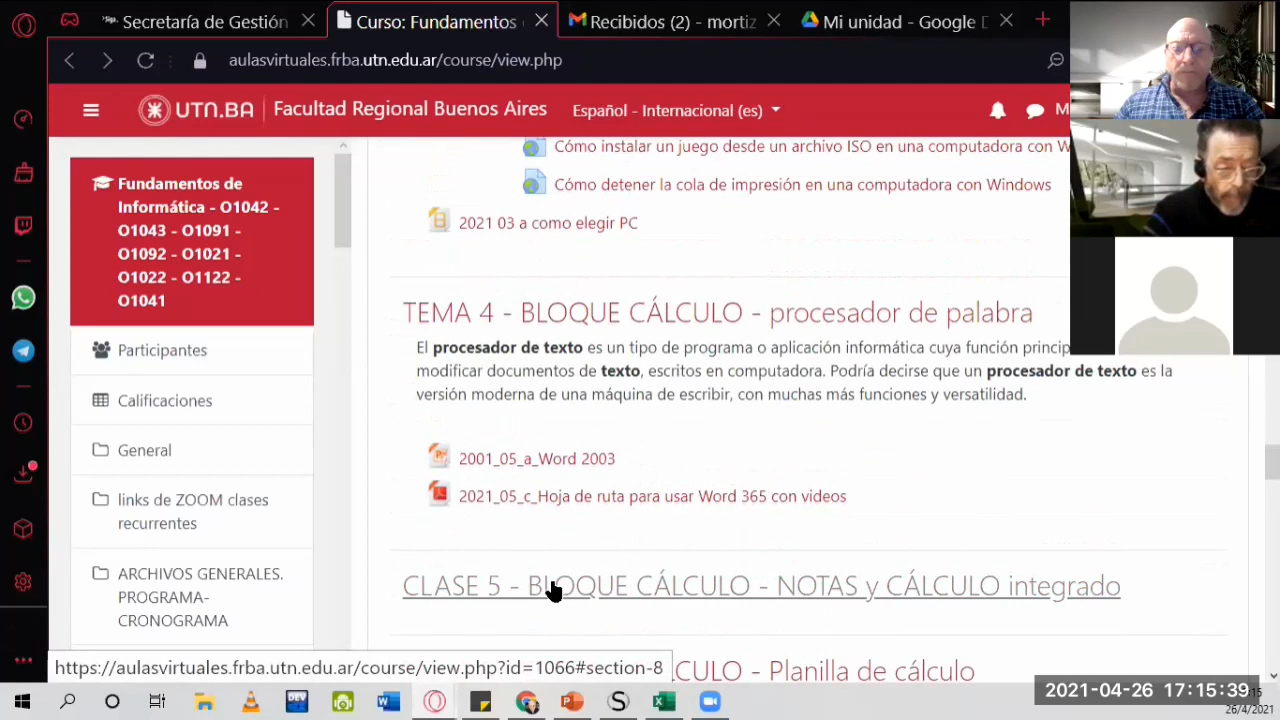 Secretaría de Gestión
Curso: Fundamentos
Recibidos (2) - mortiz
Mi unidad - Google D
aulasvirtuales.frba.utn.edu.ar/course/view.php
UTN.BA
Facultad Regional Buenos Aires
Español - Internacional (es)
M
Fundamentos de
Informática - O1042 -
O1043 - O1091 -
O1092 - O1021 -
O1022 - O1122 -
O1041
Participantes
Calificaciones
General
links de ZOOM clases
recurrentes
ARCHIVOS GENERALES.
PROGRAMA-
CRONOGRAMA
Cómo instalar un juego desde un archivo ISO en una computadora con W
Cómo detener la cola de impresión en una computadora con Windows
2021 03 a como elegir PC
TEMA 4 - BLOQUE CÁLCULO - procesador de palabra
El procesador de texto es un tipo de programa o aplicación informática cuya función princip
modificar documentos de texto, escritos en computadora. Podría decirse que un procesador de texto es la
versión moderna de una máquina de escribir, con muchas más funciones y versatilidad.
2001_05_a_Word 2003
2021_05_c_Hoja de ruta para usar Word 365 con videos
CLASE 5 - BLOQUE CÁLCULO - NOTAS y CÁLCULO integrado
CULO - Planilla de cálculo
https://aulasvirtuales.frba.utn.edu.ar/course/view.php?id=1066#section-8
2021-04-26 17:15:39
26/4/2021